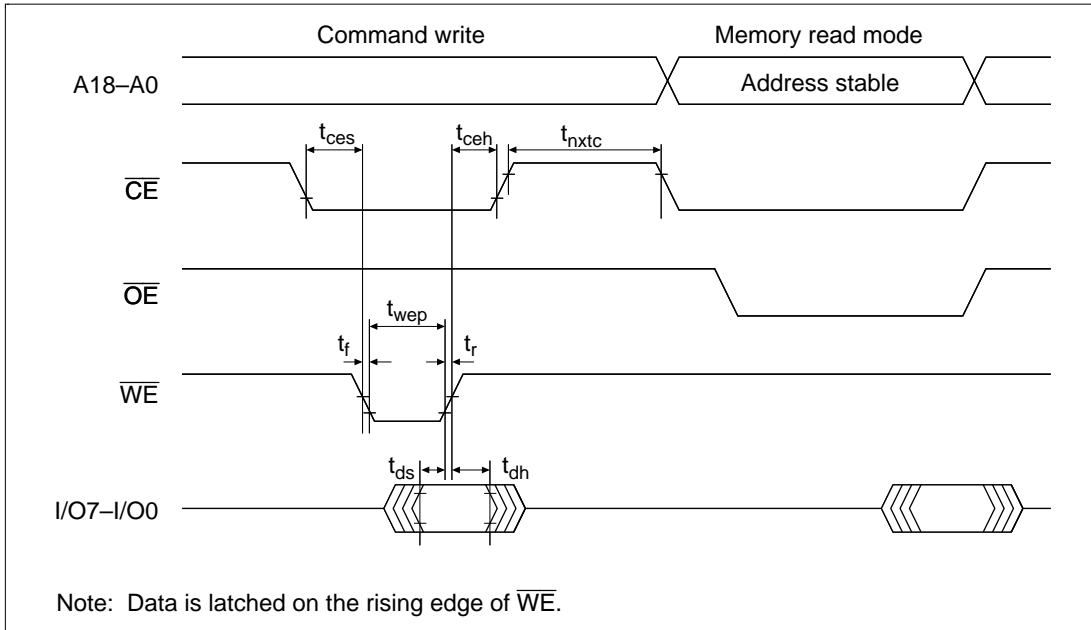 Command write
Memory read mode
A18–A0
Address stable
tces
tceh
tnxtc
CE
OE
twep
tf
tr
WE
tds
tdh
I/O7–I/O0
Note: Data is latched on the rising edge of WE.